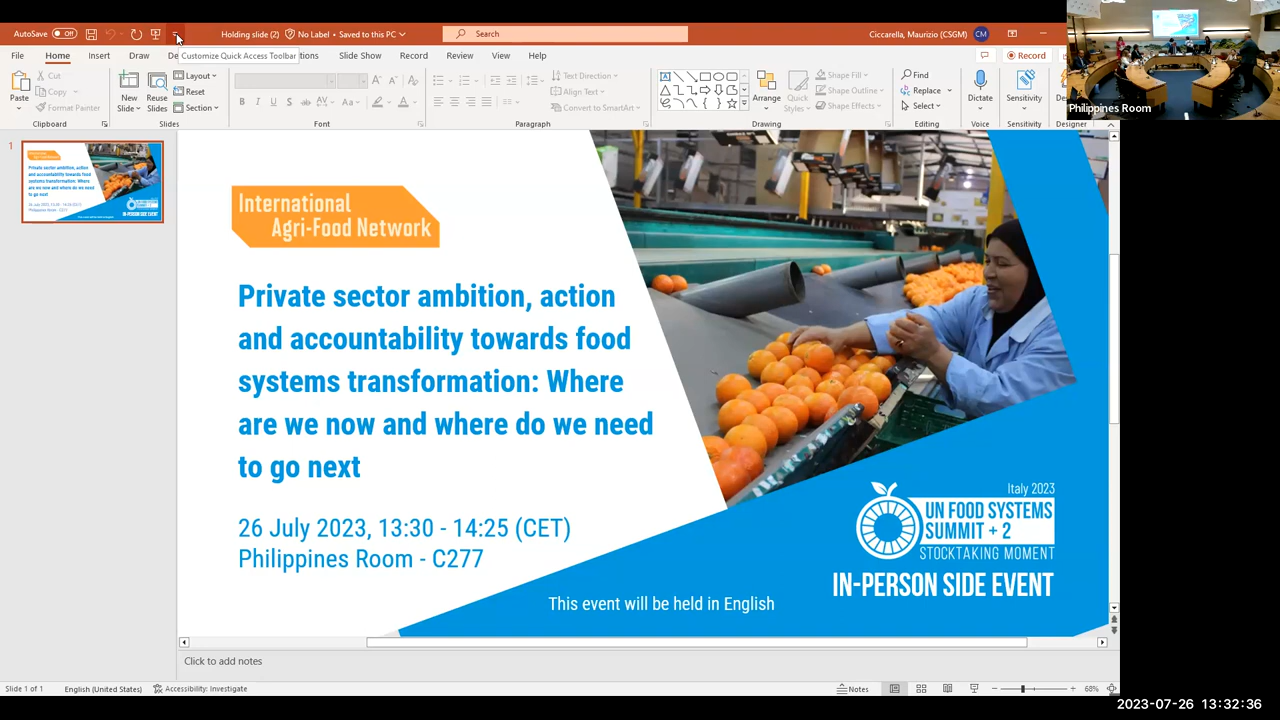 AutoSave Off
Holding slide (2) No Label • Saved to this PC
Search
Ciccarella, Maurizio (CSGM) CM
File Home Insert Draw De
Customize Quick Access Toolbar
Slide Show Record Review View Help
Record
Paste
Cut
Copy
Format Painter
Clipboard
New Slides
Reuse Slides
Layout
Reset
Section
Slides
Font
Text Direction
Align Text
Convert to SmartArt
Paragraph
Arrange
Quick Styles
Shape Fill
Shape Outline
Shape Effects
Drawing
Find
Replace
Select
Editing
Dictate
Voice
Sensitivity
Sensitivity
Designer
Philippines Room
1
International
Agri-Food Network
Private sector ambition, action
and accountability towards food
systems transformation: Where
are we now and where do we need
to go next
26 July 2023, 13:30 - 14:25 (CET)
Philippines Room - C277
This event will be held in English
Italy 2023
UN FOOD SYSTEMS
SUMMIT + 2
STOCKTAKING MOMENT
IN-PERSON SIDE EVENT
Click to add notes
Slide 1 of 1 English (United States) Accessibility: Investigate
Notes
68%
2023-07-26 13:32:36